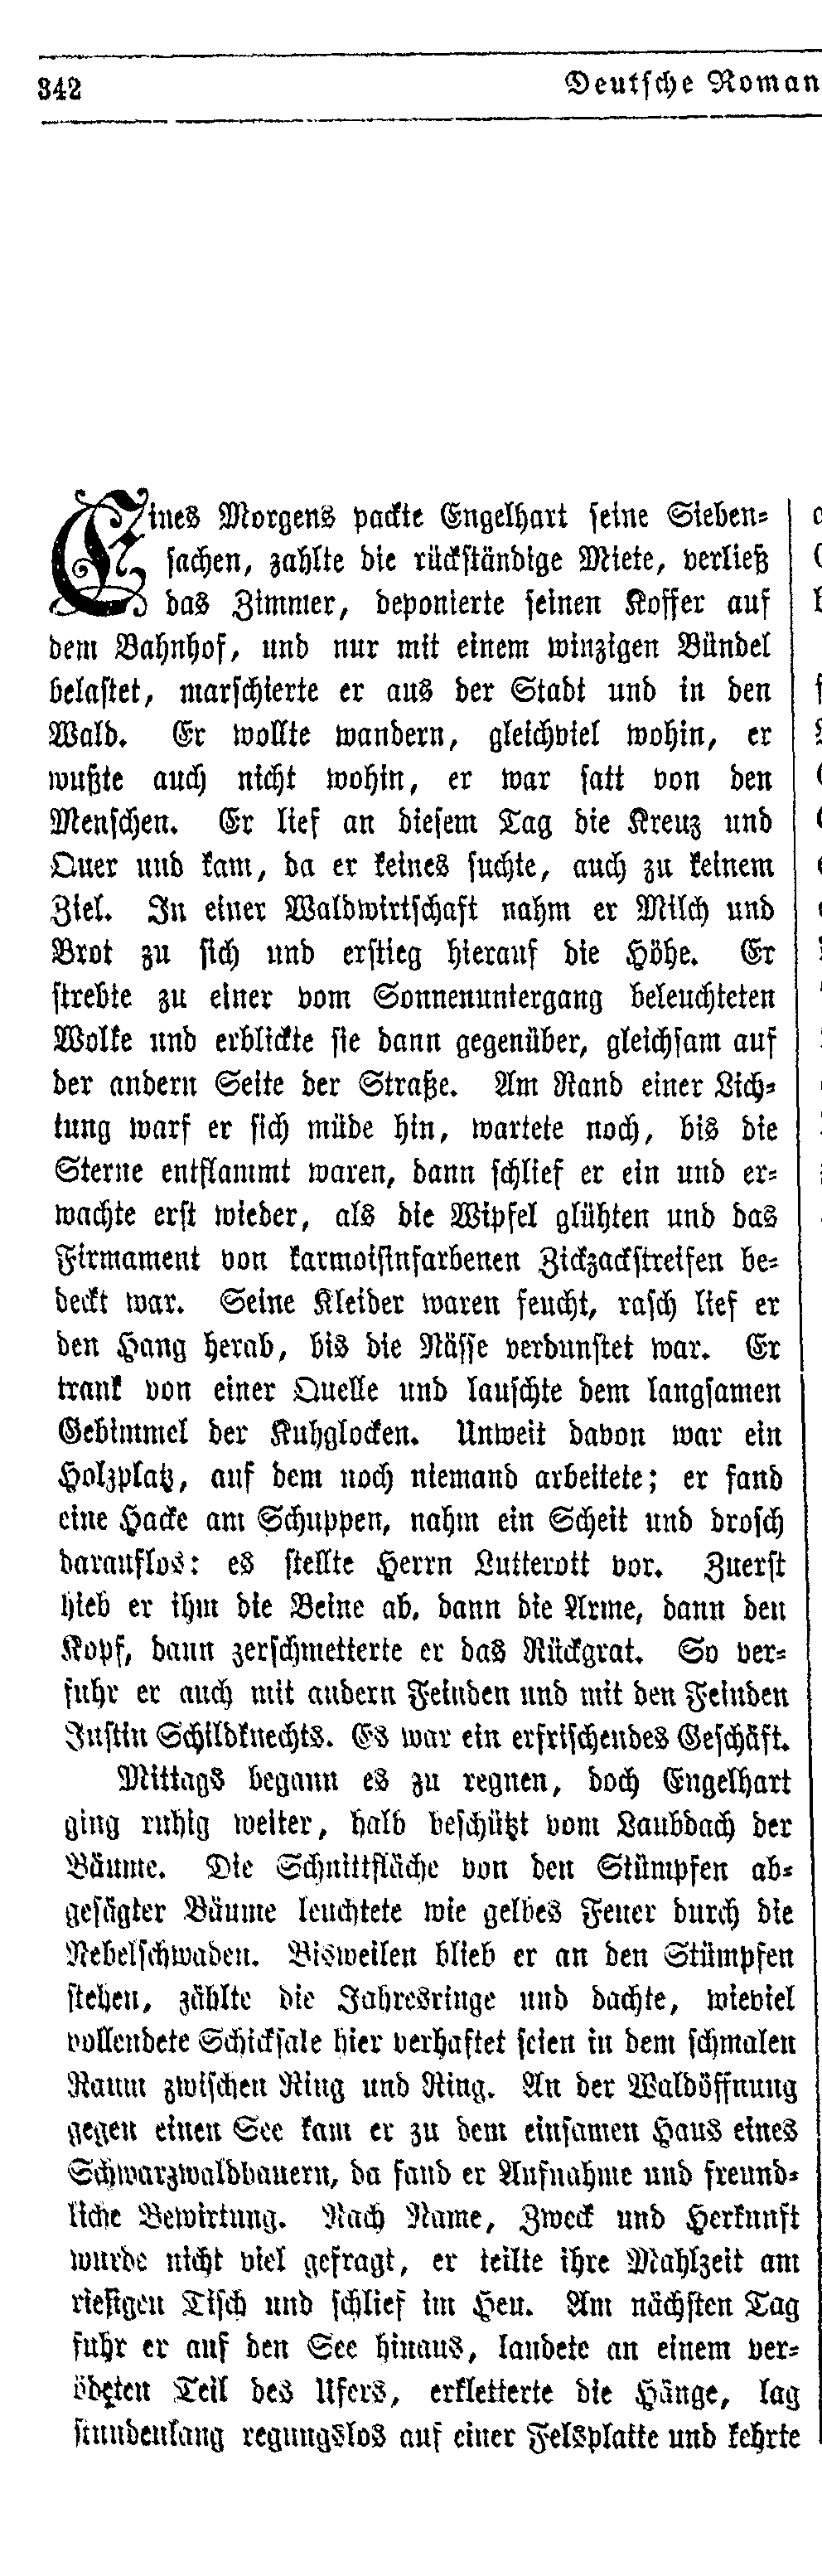 342
Deutsche Roman
Eines Morgens packte Engelhart seine Sieben-
sachen, zahlte die rückständige Miete, verließ
das Zimmer, deponierte seinen Koffer auf
dem Bahnhof, und nur mit einem winzigen Bündel
belastet, marschierte er aus der Stadt und in den
Wald. Er wollte wandern, gleichviel wohin, er
wußte auch nicht wohin, er war satt von den
Menschen. Er lief an diesem Tag die Kreuz und
Quer und kam, da er keines suchte, auch zu keinem
Ziel. In einer Waldwirtschaft nahm er Milch und
Brot zu sich und erstieg hierauf die Höhe. Er
strebte zu einer vom Sonnenuntergang beleuchteten
Wolke und erblickte sie dann gegenüber, gleichsam auf
der andern Seite der Straße. Am Rand einer Lich-
tung warf er sich müde hin, wartete noch, bis die
Sterne entflammt waren, dann schlief er ein und er-
wachte erst wieder, als die Wipfel glühten und das
Firmament von karmoisinfarbenen Zickzackstreifen be-
deckt war. Seine Kleider waren feucht, rasch lief er
den Hang herab, bis die Nässe verdunstet war. Er
trank von einer Quelle und lauschte dem langsamen
Gebimmel der Kuhglocken. Unweit davon war ein
Holzplatz, auf dem noch niemand arbeitete; er fand
eine Hacke am Schuppen, nahm ein Scheit und drosch
darauflos: es stellte Herrn Lutterott vor. Zuerst
hieb er ihm die Beine ab, dann die Arme, dann den
Kopf, dann zerschmetterte er das Rückgrat. So ver-
fuhr er auch mit andern Feinden und mit den Feinden
Justin Schildknechts. Es war ein erfrischendes Geschäft.
Mittags begann es zu regnen, doch Engelhart
ging ruhig weiter, halb beschützt vom Laubdach der
Bäume. Die Schnittfläche von den Stümpfen ab-
gesägter Bäume leuchtete wie gelbes Feuer durch die
Nebelschwaden. Bisweilen blieb er an den Stümpfen
stehen, zählte die Jahresringe und dachte, wieviel
vollendete Schicksale hier verhaftet seien in dem schmalen
Raum zwischen Ring und Ring. An der Waldöffnung
gegen einen See kam er zu dem einsamen Haus eines
Schwarzwaldbauern, da fand er Aufnahme und freund-
liche Bewirtung. Nach Name, Zweck und Herkunft
wurde nicht viel gefragt, er teilte ihre Mahlzeit am
riesigen Tisch und schlief im Heu. Am nächsten Tag
fuhr er auf den See hinaus, landete an einem ver-
ödeten Teil des Ufers, erkletterte die Hänge, lag
stundenlang regungslos auf einer Felsplatte und kehrte